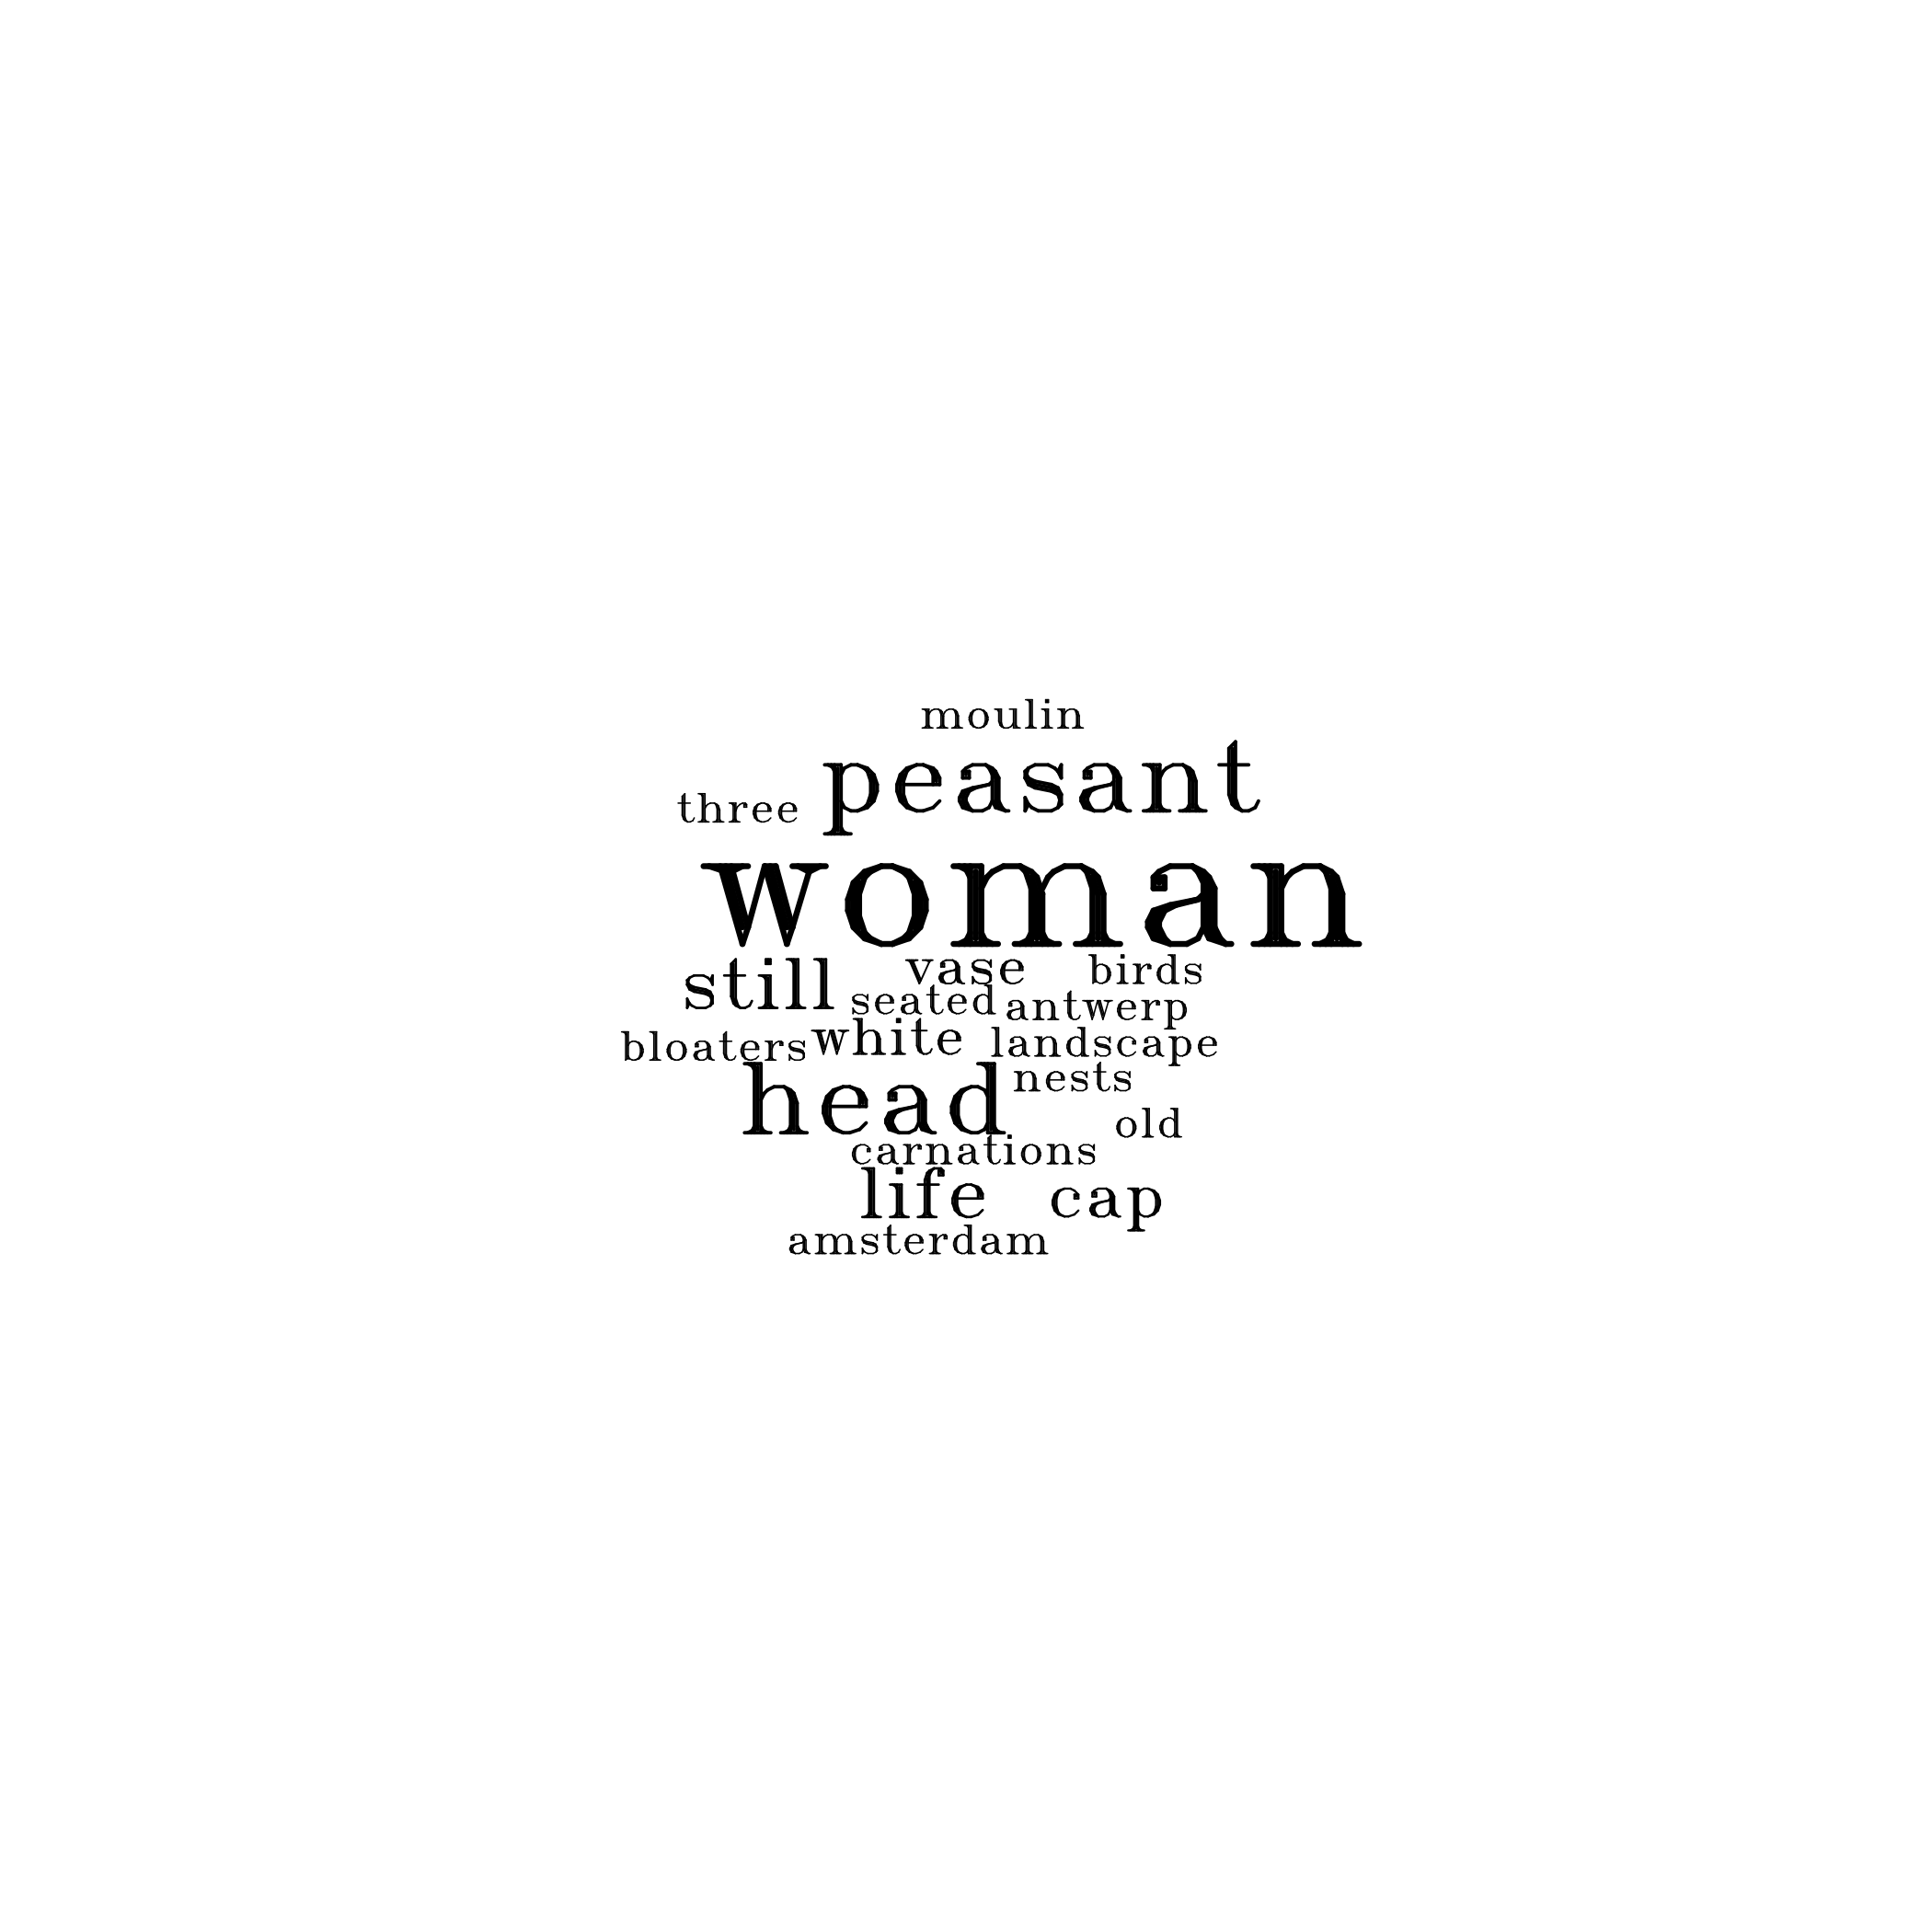 moulin
peasant
three
woman
still vase birds
seated antwerp
bloaters white landscape
head nests
old
carnations
life cap
amsterdam